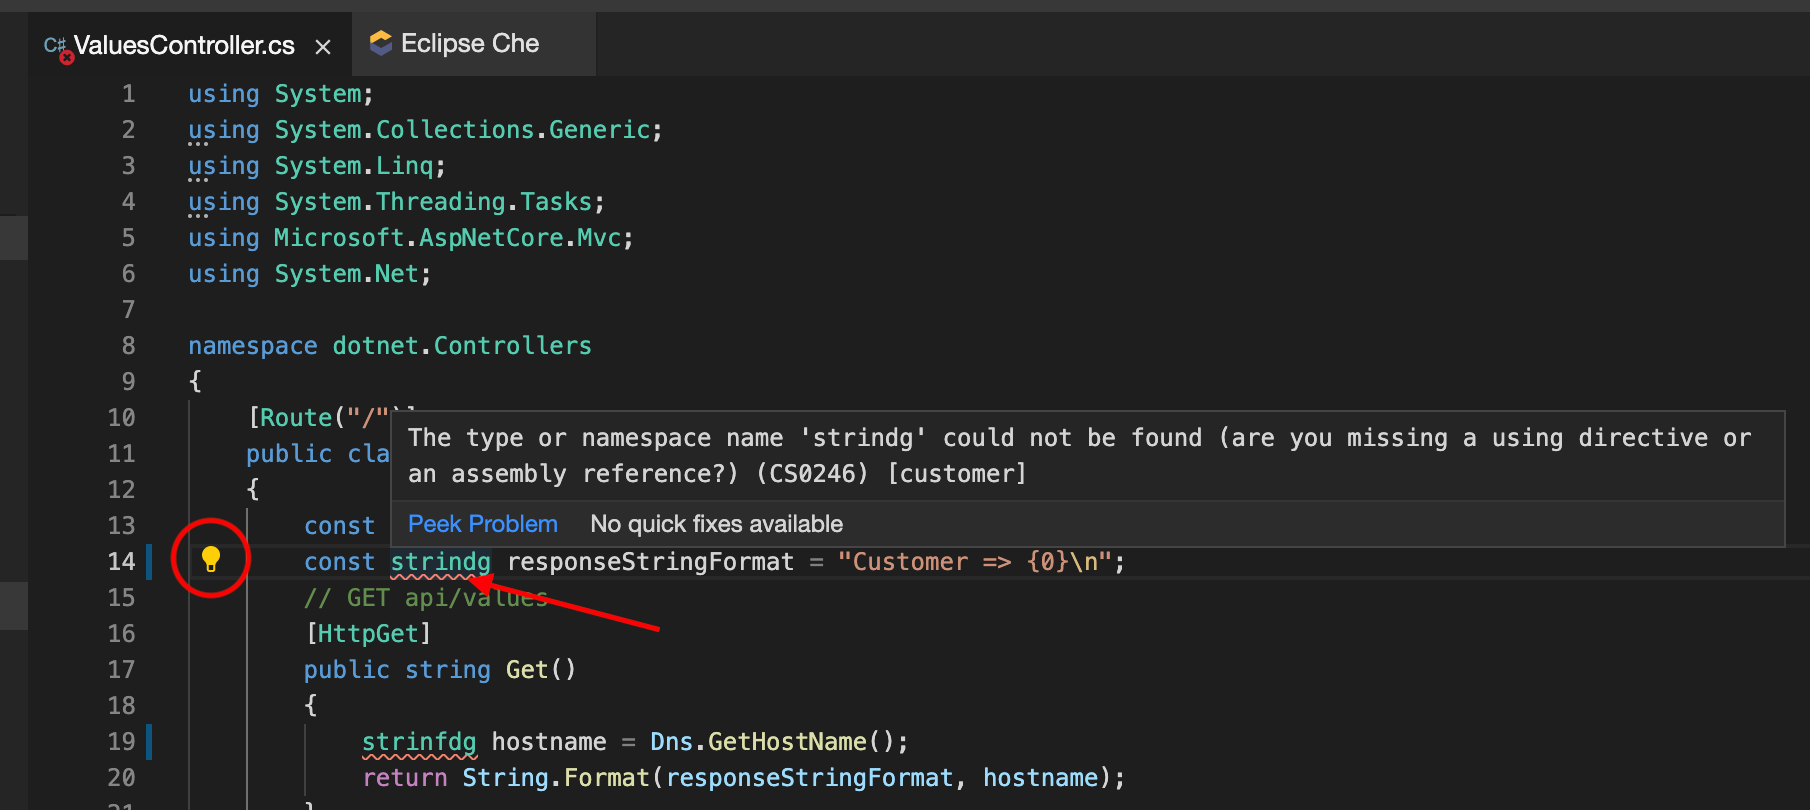 C# ValuesController.cs × Eclipse Che
1 using System;
2 using System.Collections.Generic;
3 using System.Linq;
4 using System.Threading.Tasks;
5 using Microsoft.AspNetCore.Mvc;
6 using System.Net;
7
8 namespace dotnet.Controllers
9 {
10 [Route("/")]
11 public cla
The type or namespace name 'strindg' could not be found (are you missing a using directive or
an assembly reference?) (CS0246) [customer]
12 {
Peek Problem No quick fixes available
13 const
14 const strindg responseStringFormat = "Customer => {0}\n";
15 // GET api/values
16 [HttpGet]
17 public string Get()
18 {
19 strinfdg hostname = Dns.GetHostName();
20 return String.Format(responseStringFormat, hostname);
21 }